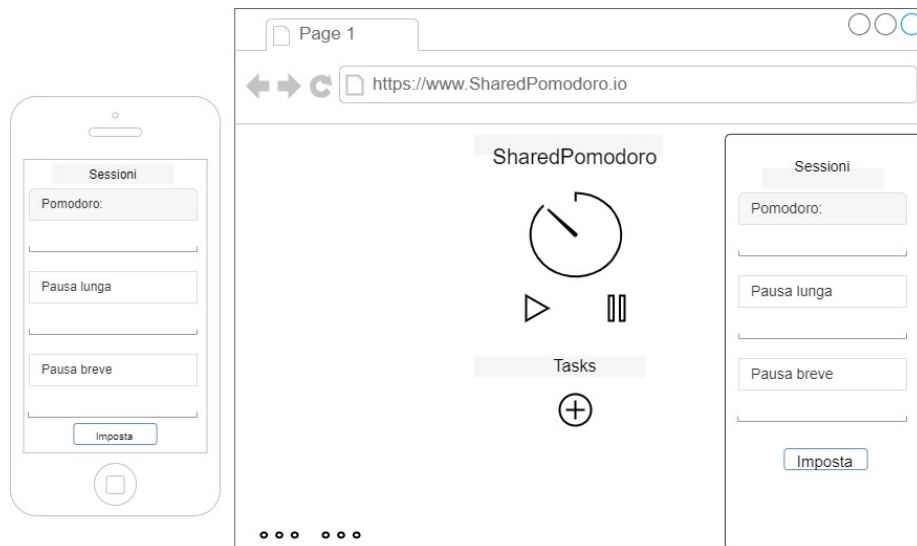 Sessioni
Pomodoro:
Pausa lunga
Pausa breve
Imposta
Page 1
https://www.SharedPomodoro.io
SharedPomodoro
Tasks
Sessioni
Pomodoro:
Pausa lunga
Pausa breve
Imposta